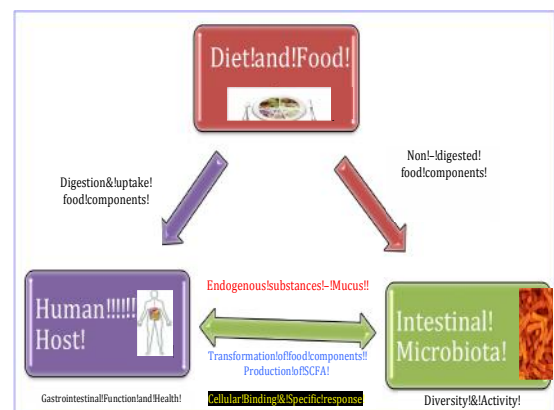 Diet!and!Food!
Non!–!digested!
food!components!
Digestion&!uptake!
food!components!
Endogenous!substances!–!Mucus!!
Human!!!!!!
Host!
Intestinal!
Microbiota!
Transformation!of!food!components!!
Production!of!SCFA!
Gastrointestinal!Function!and!Health!
Cellular!Binding!&!Specific!response
Diversity!&!Activity!